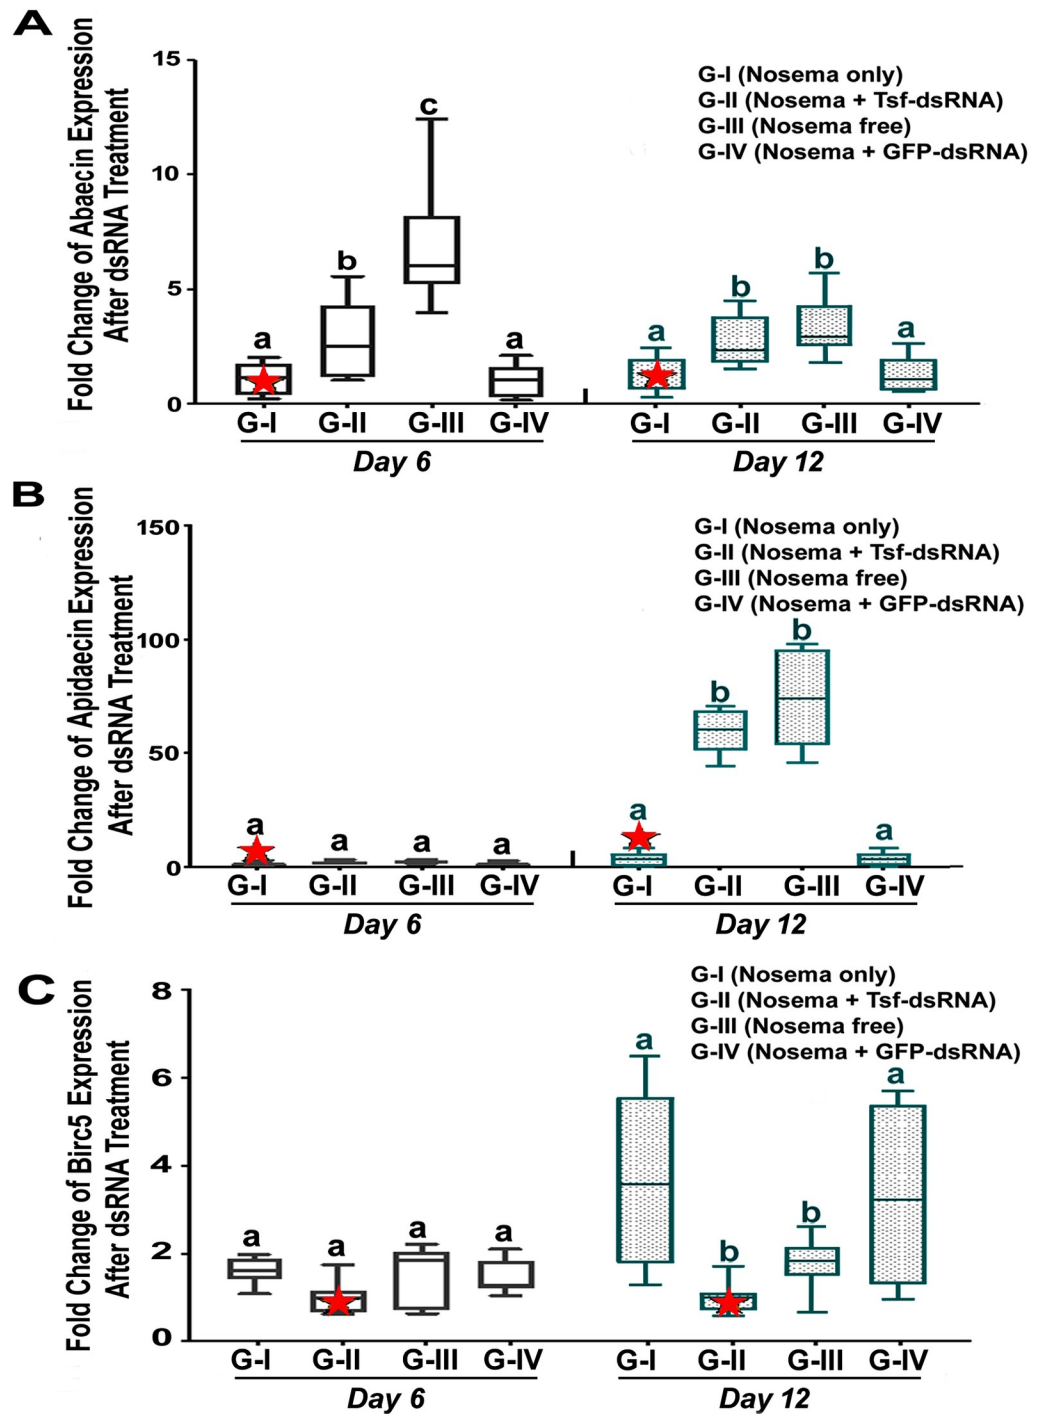 A
Fold Change of Abaecin Expression
After dsRNA Treatment
15
10
5
0
G-I (Nosema only)
G-II (Nosema + Tsf-dsRNA)
G-III (Nosema free)
G-IV (Nosema + GFP-dsRNA)
a b c a a b b a
G-I G-II G-III G-IV G-I G-II G-III G-IV
Day 6 Day 12
B
Fold Change of Apidaecin Expression
After dsRNA Treatment
150
100
50
0
G-I (Nosema only)
G-II (Nosema + Tsf-dsRNA)
G-III (Nosema free)
G-IV (Nosema + GFP-dsRNA)
a a a a a b b a
G-I G-II G-III G-IV G-I G-II G-III G-IV
Day 6 Day 12
C
Fold Change of Birc5 Expression
After dsRNA Treatment
8
6
4
2
0
G-I (Nosema only)
G-II (Nosema + Tsf-dsRNA)
G-III (Nosema free)
G-IV (Nosema + GFP-dsRNA)
a a a a a b b a
G-I G-II G-III G-IV G-I G-II G-III G-IV
Day 6 Day 12